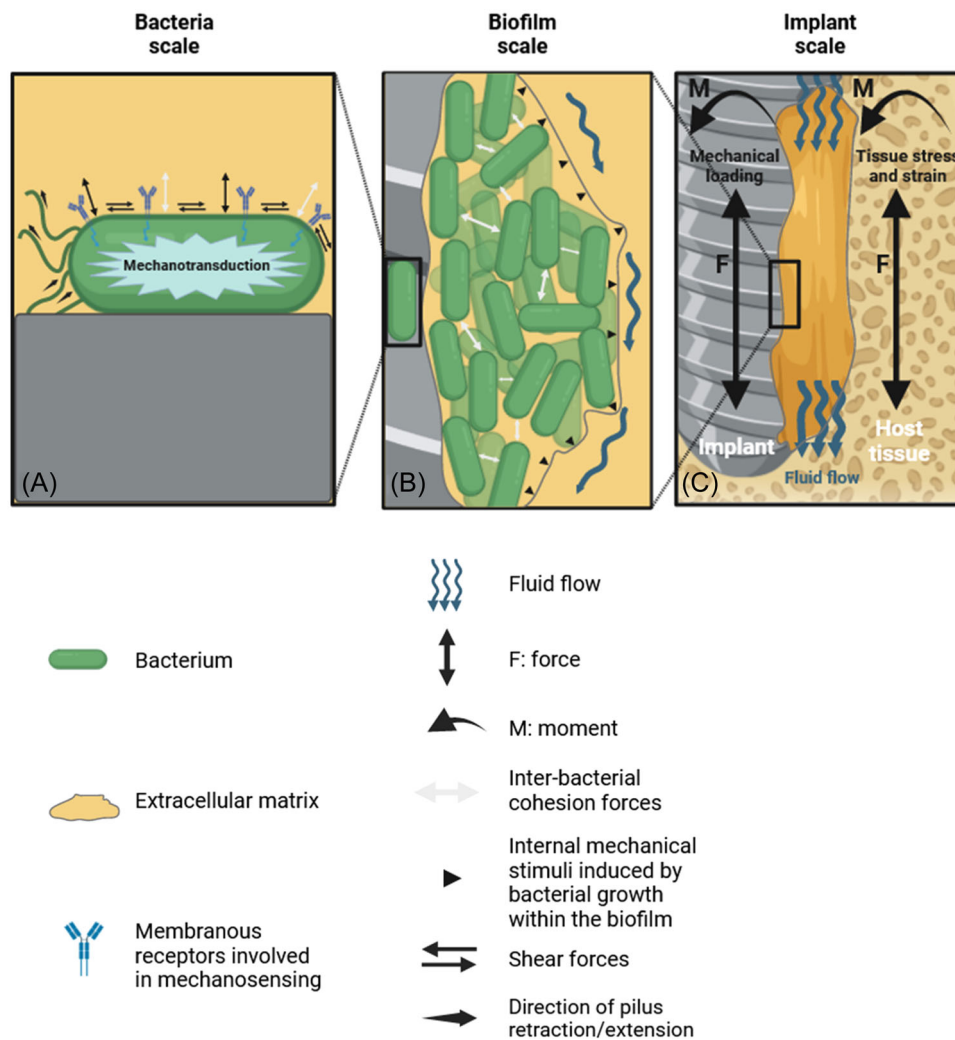 Bacteria
scale
Biofilm
scale
Implant
scale
Mechanotransduction
(A)
(B)
M
M
Mechanical
loading
Tissue stress
and strain
F
F
Implant
Host
tissue
Fluid flow
(C)
Bacterium
Extracellular matrix
Membranous
receptors involved
in mechanosensing
Fluid flow
F: force
M: moment
Inter-bacterial
cohesion forces
Internal mechanical
stimuli induced by
bacterial growth
within the biofilm
Shear forces
Direction of pilus
retraction/extension